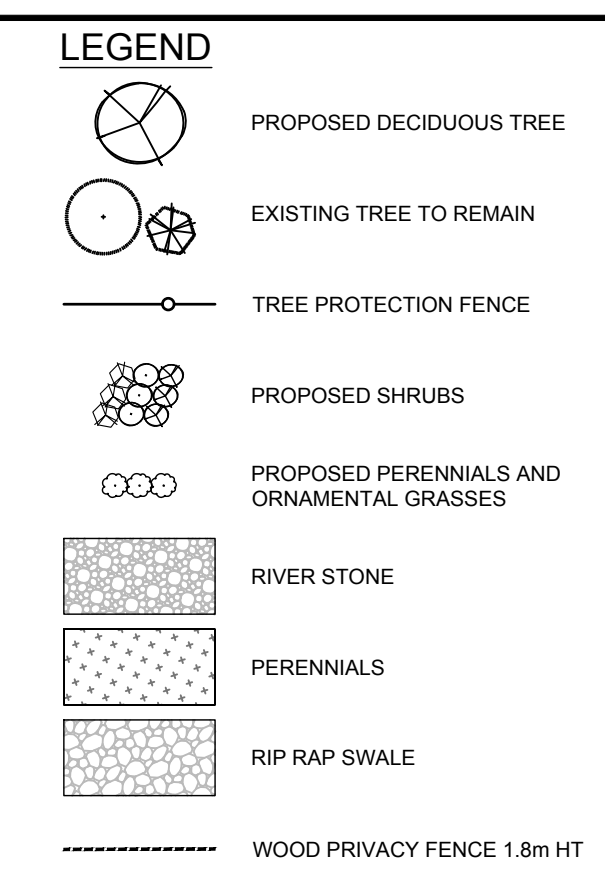 LEGEND
PROPOSED DECIDUOUS TREE
EXISTING TREE TO REMAIN
TREE PROTECTION FENCE
PROPOSED SHRUBS
PROPOSED PERENNIALS AND
ORNAMENTAL GRASSES
RIVER STONE
PERENNIALS
RIP RAP SWALE
WOOD PRIVACY FENCE 1.8m HT